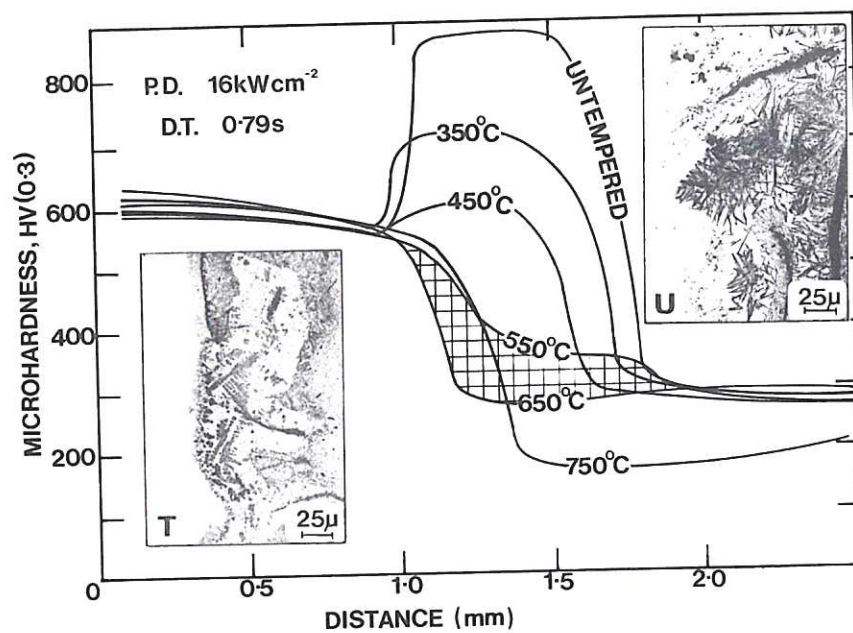 MICROHARDNESS, HV(0·3)
800
600
400
200
0
P.D. 16kWcm⁻²
D.T. 0·79s
UNTEMPERED
350°C
450°C
550°C
650°C
750°C
T
25μ
U
25μ
0·5
1·0
1·5
2·0
DISTANCE (mm)